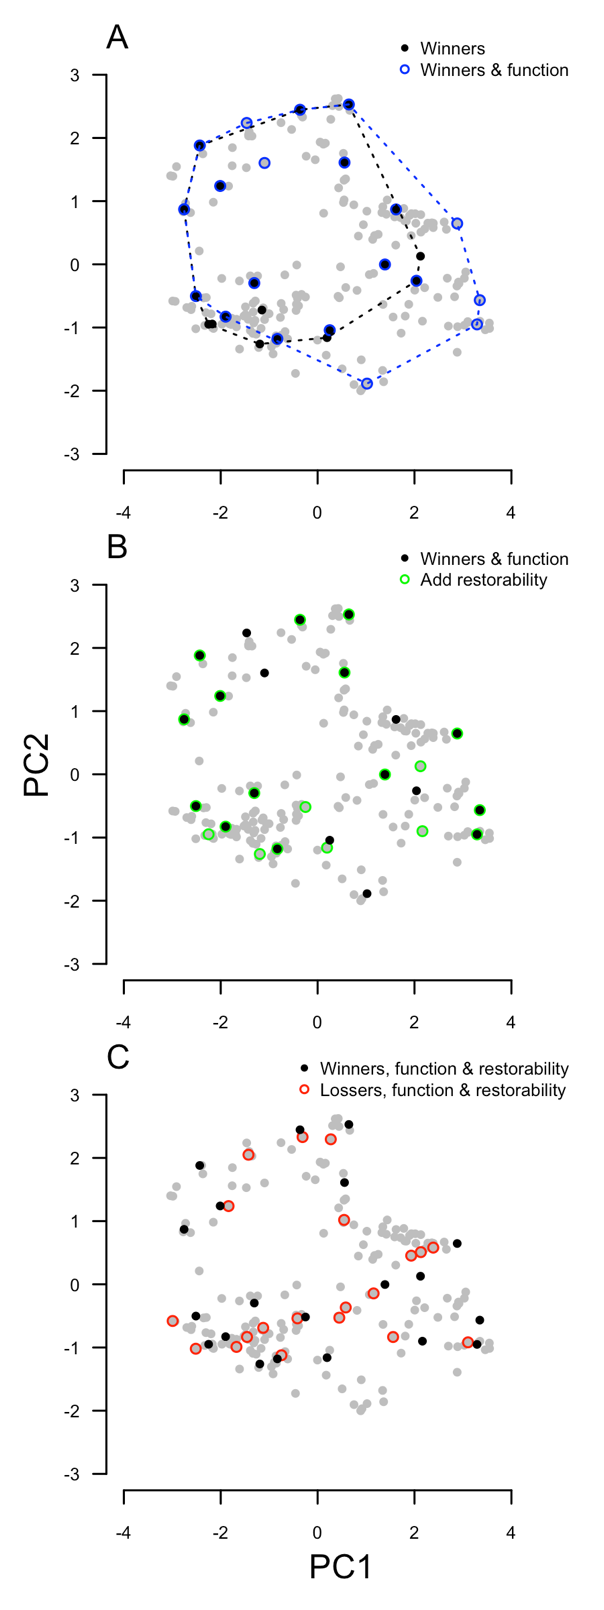 A
Winners
Winners & function
3
2
1
0
-1
-2
-3
-4 -2 0 2 4
B
Winners & function
Add restorability
3
2
1
0
-1
-2
-3
PC2
-4 -2 0 2 4
C
Winners, function & restorability
Lossers, function & restorability
3
2
1
0
-1
-2
-3
-4 -2 0 2 4
PC1